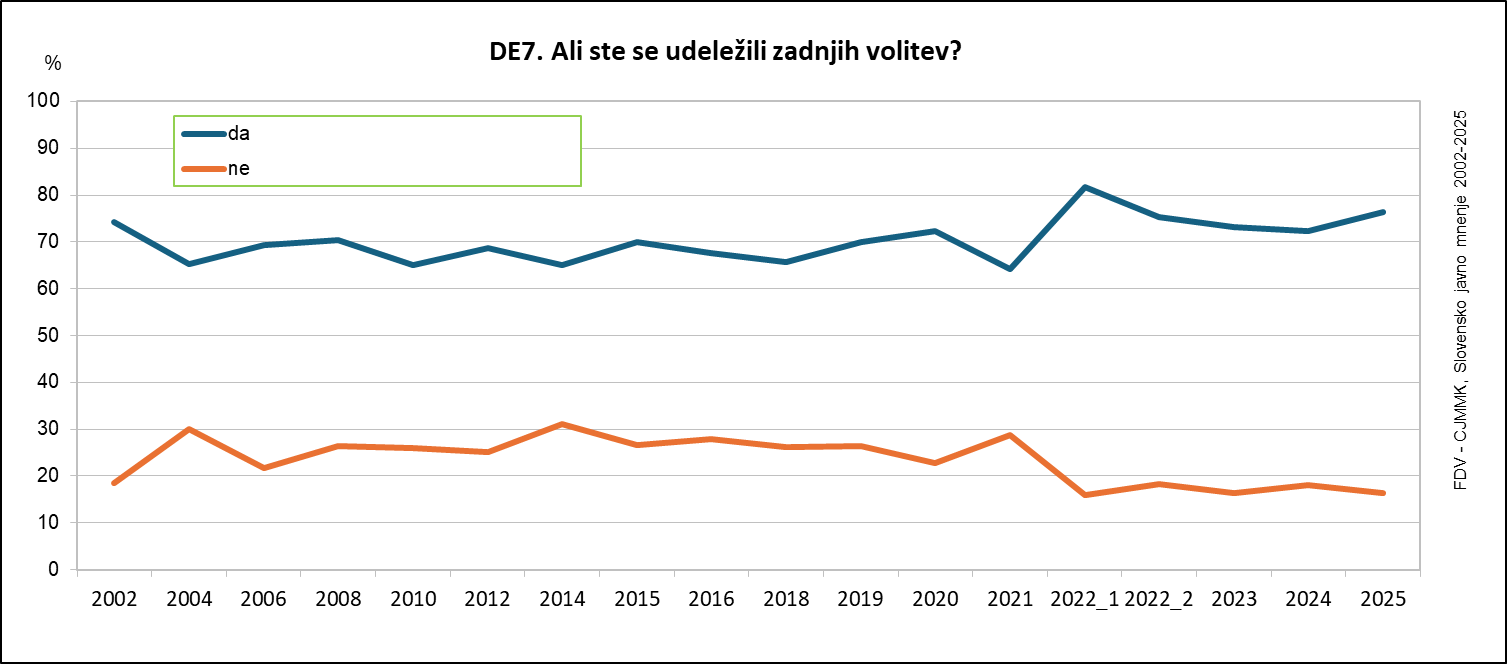 DE7. Ali ste se udeležili zadnjih volitev?
%
da
ne
100
90
80
70
60
50
40
30
20
10
0
2002 2004 2006 2008 2010 2012 2014 2015 2016 2018 2019 2020 2021 2022_1 2022_2 2023 2024 2025
FDV - CJMMK, Slovensko javno mnenje 2002-2025